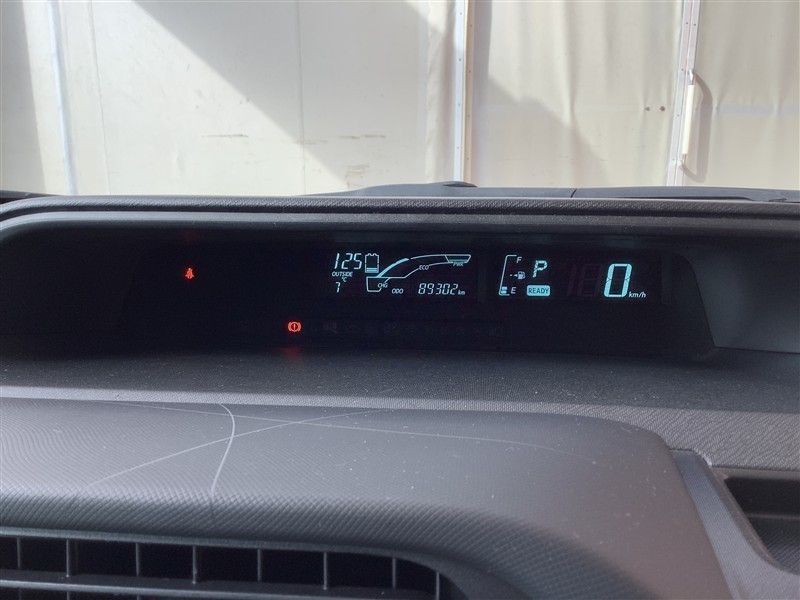 125
OUTSIDE
°C
7
ECO
PWR
CHG
ODO 89302 km
F
E
P
READY
0 km/h